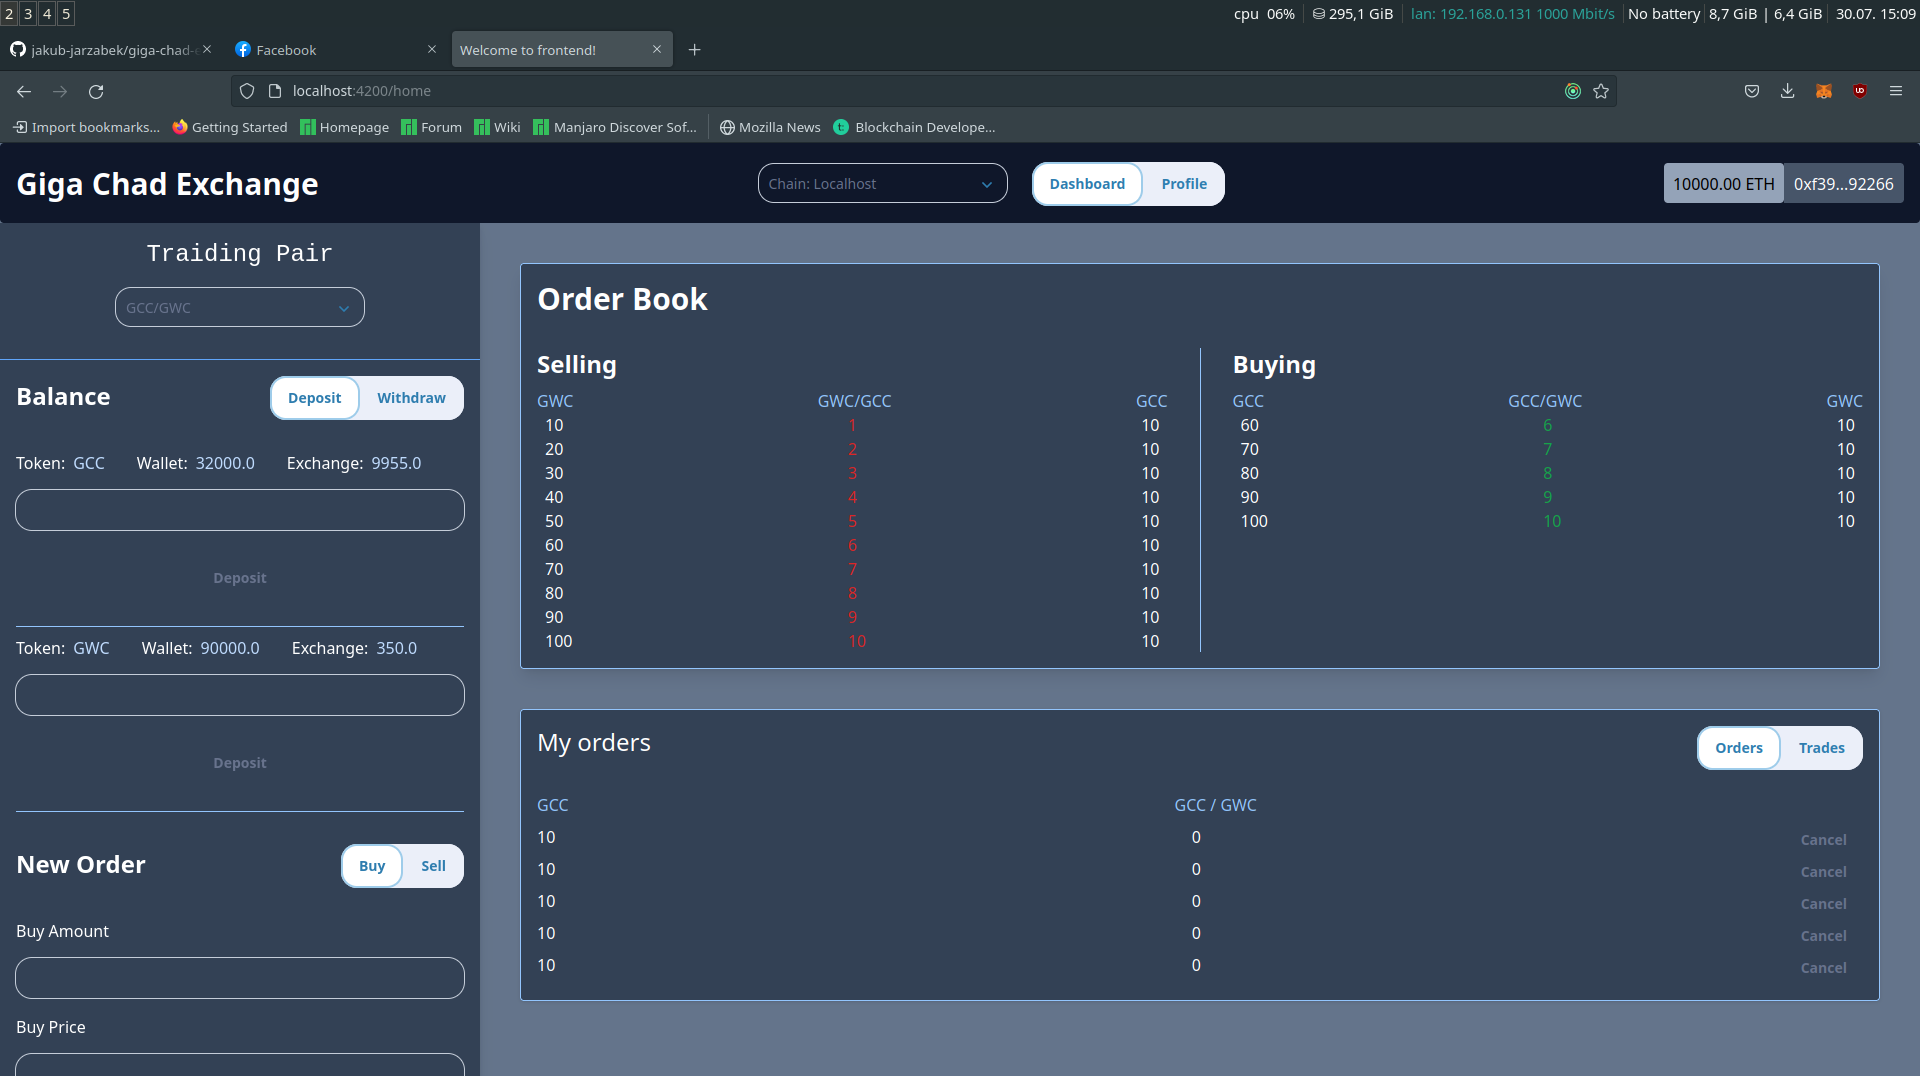 2 3 4 5 cpu 06% 295,1 GiB lan: 192.168.0.131 1000 Mbit/s No battery 8,7 GiB | 6,4 GiB 30.07. 15:09
jakub-jarzabek/giga-chad-e Facebook Welcome to frontend!
localhost:4200/home
Import bookmarks... Getting Started Homepage Forum Wiki Manjaro Discover Sof... Mozilla News Blockchain Develope...
Giga Chad Exchange Chain: Localhost Dashboard Profile 10000.00 ETH 0xf39...92266
Traiding Pair
GCC/GWC
Balance Deposit Withdraw
Token: GCC Wallet: 32000.0 Exchange: 9955.0
Deposit
Token: GWC Wallet: 90000.0 Exchange: 350.0
Deposit
New Order Buy Sell
Buy Amount
Buy Price
Order Book
Selling
GWC GWC/GCC GCC
10 1 10
20 2 10
30 3 10
40 4 10
50 5 10
60 6 10
70 7 10
80 8 10
90 9 10
100 10 10
Buying
GCC GCC/GWC GWC
60 6 10
70 7 10
80 8 10
90 9 10
100 10 10
My orders Orders Trades
GCC GCC / GWC
10 0 Cancel
10 0 Cancel
10 0 Cancel
10 0 Cancel
10 0 Cancel